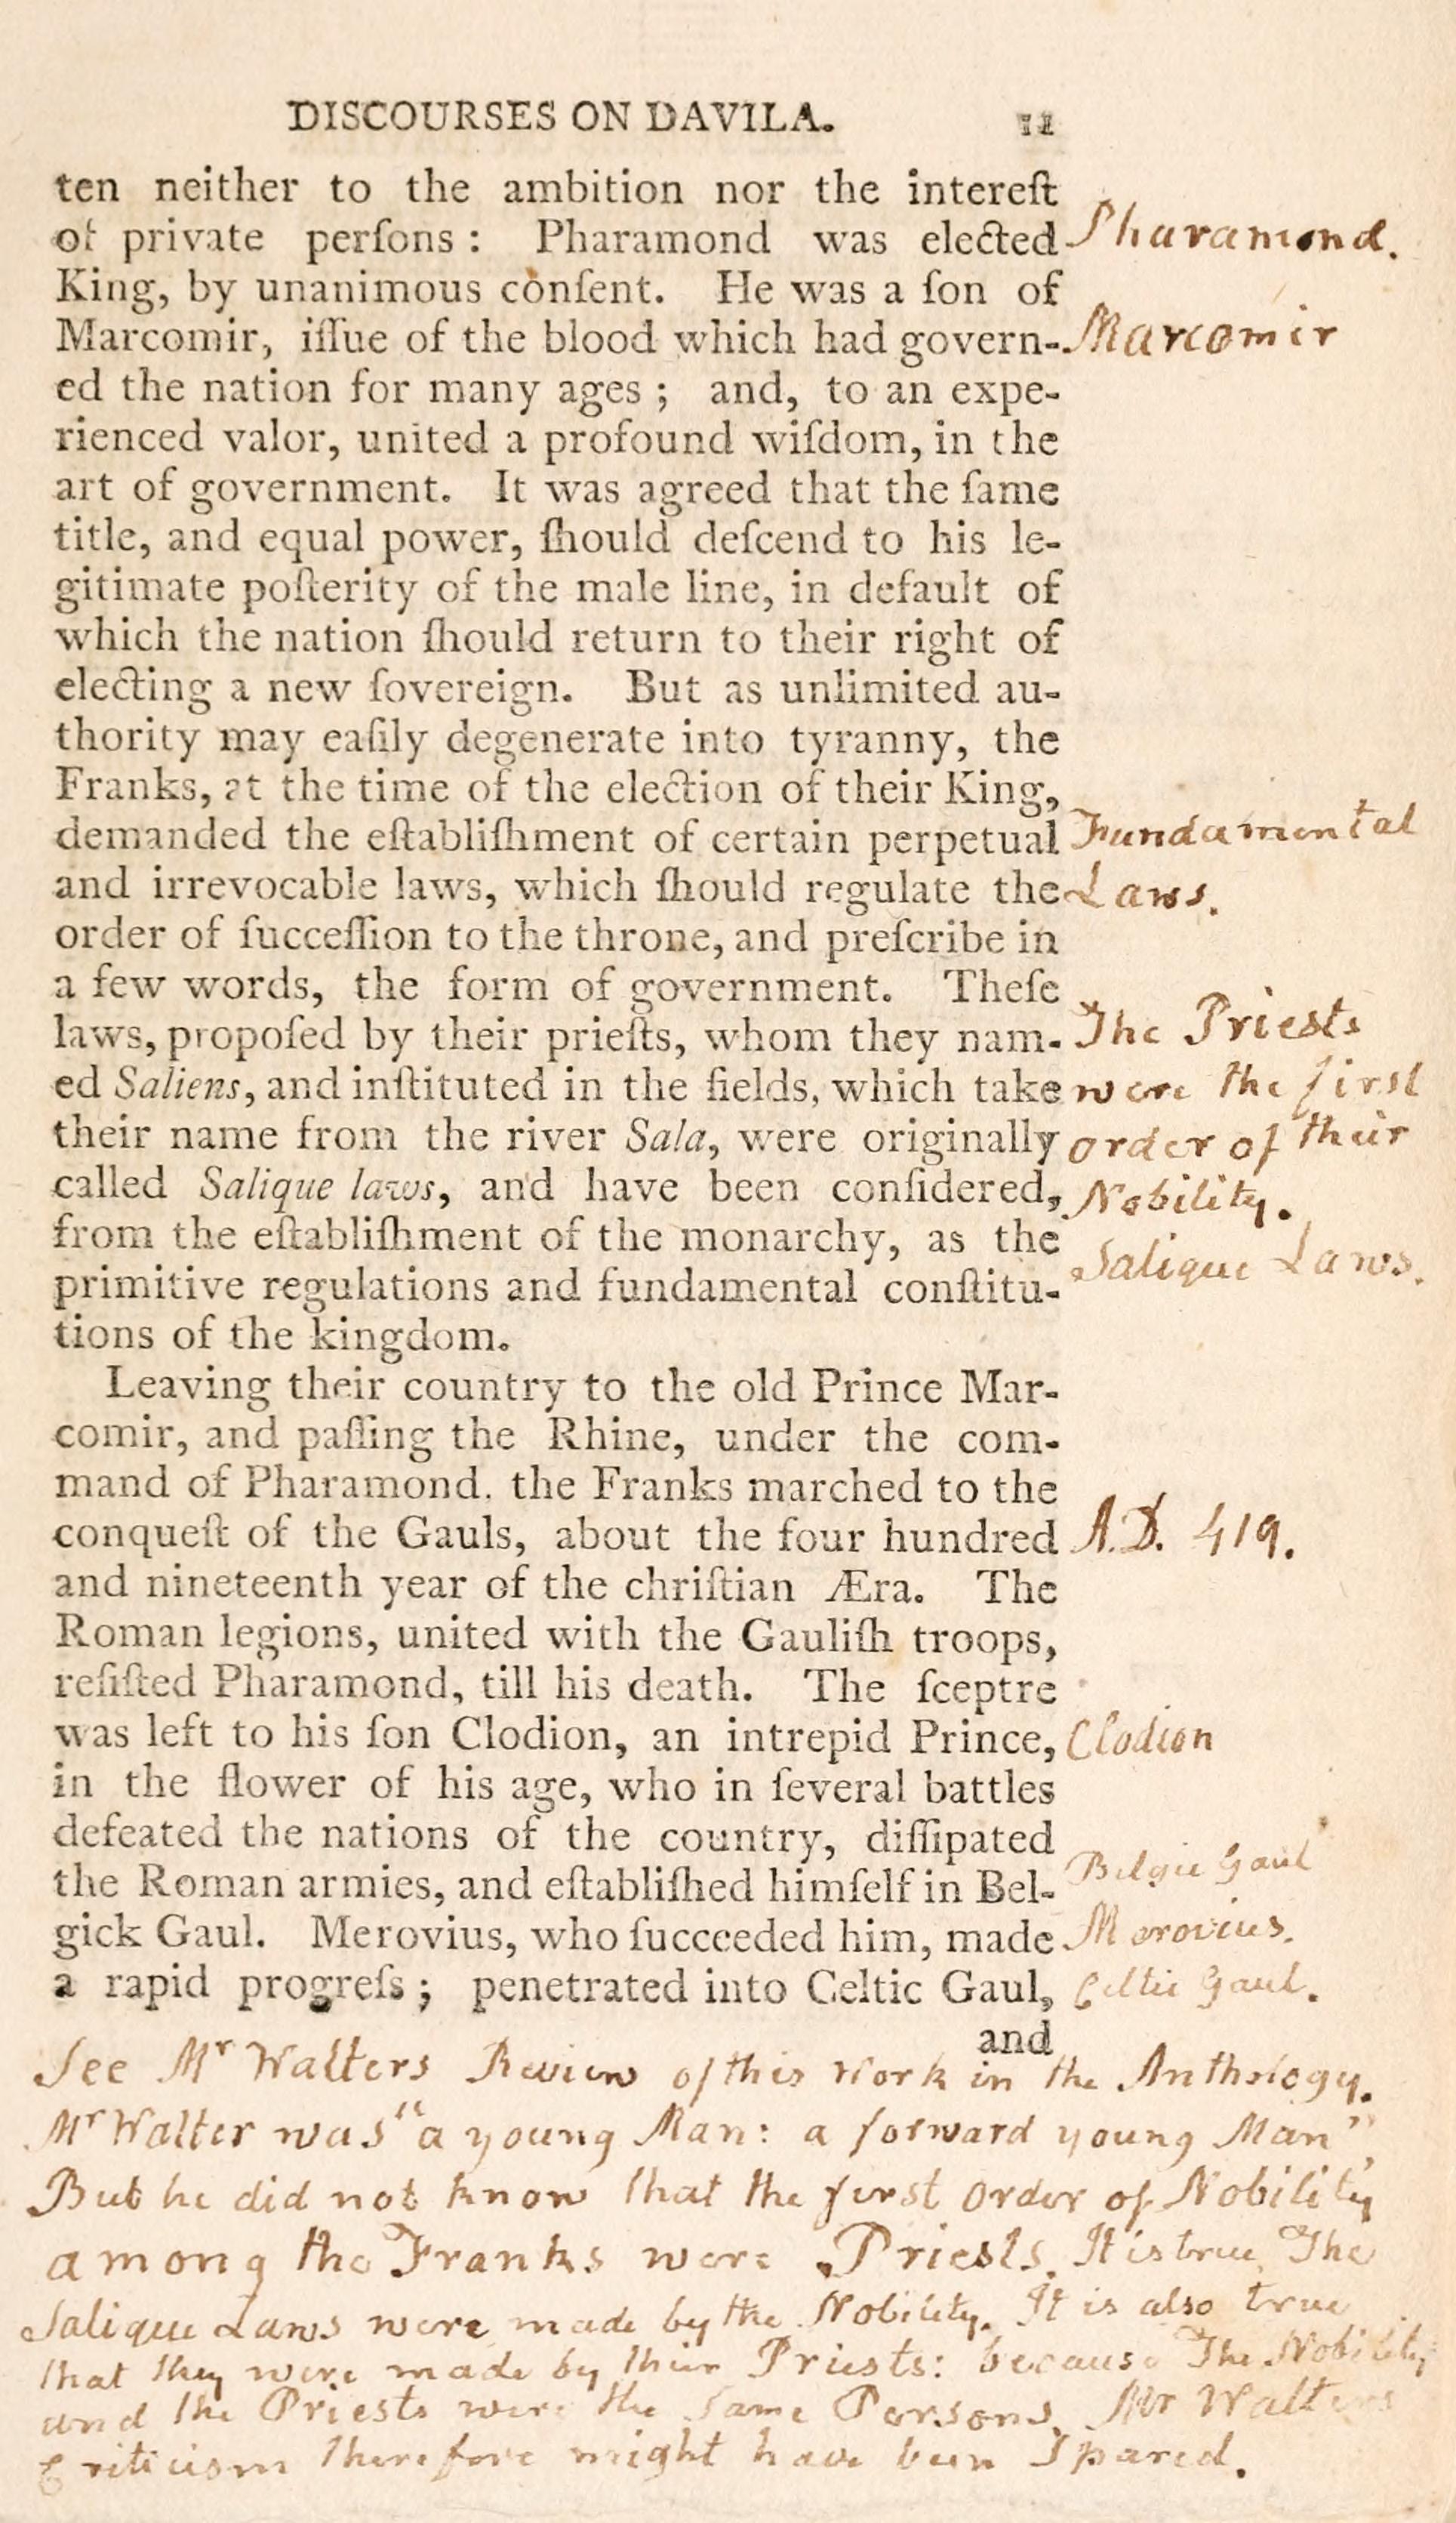 DISCOURSES ON DAVILA. 11
ten neither to the ambition nor the intereſt
of private perſons: Pharamond was elected
Pharamond.
King, by unanimous conſent. He was a ſon of
Marcomir, iſſue of the blood which had govern-
Marcomir
ed the nation for many ages; and, to an expe-
rienced valor, united a profound wiſdom, in the
art of government. It was agreed that the ſame
title, and equal power, ſhould deſcend to his le-
gitimate poſterity of the male line, in default of
which the nation ſhould return to their right of
electing a new ſovereign. But as unlimited au-
thority may eaſily degenerate into tyranny, the
Franks, at the time of the election of their King,
demanded the eſtabliſhment of certain perpetual
Fundamental
and irrevocable laws, which ſhould regulate the
Laws.
order of ſucceſſion to the throne, and preſcribe in
a few words, the form of government. Theſe
laws, propoſed by their prieſts, whom they nam-
The Priests
ed Saliens, and inſtituted in the fields, which take
were the first
their name from the river Sala, were originally
order of their
called Salique laws, and have been conſidered,
Nobility.
from the eſtabliſhment of the monarchy, as the
Salique Laws.
primitive regulations and fundamental conſtitu-
tions of the kingdom.
Leaving their country to the old Prince Mar-
comir, and paſſing the Rhine, under the com-
mand of Pharamond. the Franks marched to the
conqueſt of the Gauls, about the four hundred
A.D. 419.
and nineteenth year of the chriſtian Æra. The
Roman legions, united with the Gauliſh troops,
reſiſted Pharamond, till his death. The ſceptre
was left to his ſon Clodion, an intrepid Prince,
Clodion
in the flower of his age, who in ſeveral battles
defeated the nations of the country, diſſipated
the Roman armies, and eſtabliſhed himſelf in Bel-
Belgic Gaul
gick Gaul. Merovius, who ſucceeded him, made
Merovius.
a rapid progreſs; penetrated into Celtic Gaul,
Celtic Gaul.
and
See Mr Walters Review of this Work in the Anthology.
Mr Walter was "a young Man: a forward young Man".
But he did not know that the first order of Nobility
among the Franks were Priests. It is true, The
Salique Laws were made by the Nobility. It is also true
that they were made by their Priests: because The Nobility
and the Priests were the same Persons. Mr Walters
Criticism therefore might have been Spared.